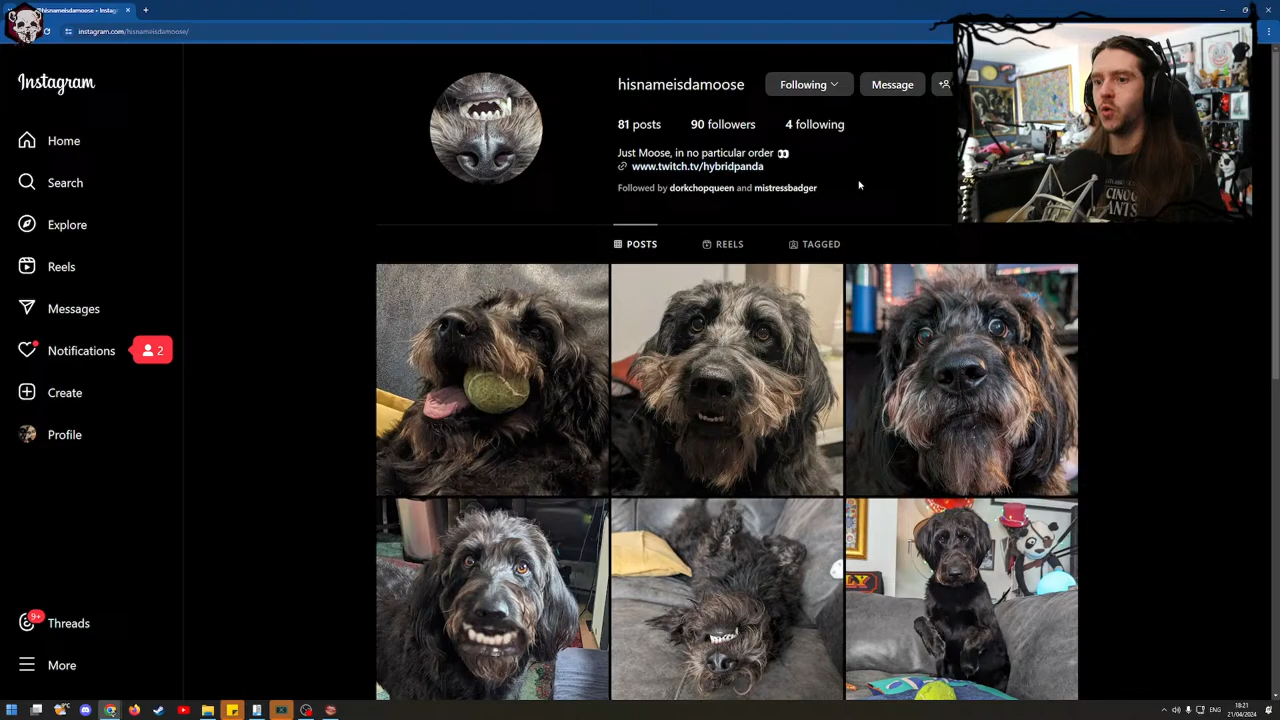 hisnameisdamoose • Instag
instagram.com/hisnameisdamoose/
Instagram
Home
Search
Explore
Reels
Messages
Notifications
2
Create
Profile
9+
Threads
More
hisnameisdamoose
Following
Message
81 posts
90 followers
4 following
Just Moose, in no particular order 👀
www.twitch.tv/hybridpanda
Followed by dorkchopqueen and mistressbadger
POSTS
REELS
TAGGED
ENG
18:21
21/04/2024